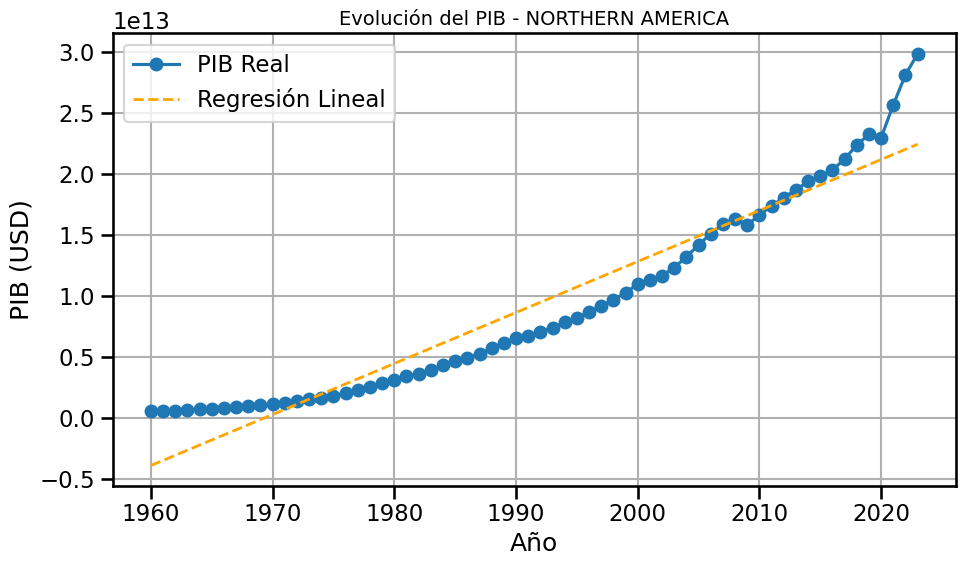 Evolución del PIB - NORTHERN AMERICA
1e13
PIB Real
Regresión Lineal
3.0
2.5
2.0
1.5
1.0
0.5
0.0
−0.5
PIB (USD)
1960 1970 1980 1990 2000 2010 2020
Año